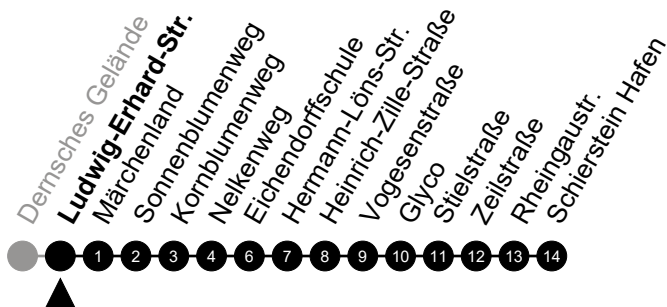 Dernsches Gelände
Ludwig-Erhard-Str.
Märchenland
Sonnenblumenweg
Kornblumenweg
Nelkenweg
Eichendorffschule
Hermann-Löns-Str.
Heinrich-Zille-Straße
Vogesenstraße
Glyco
Stielstraße
Zeilstraße
Rheingaustr.
Schierstein Hafen
1 2 3 4 6 7 8 9 10 11 12 13 14